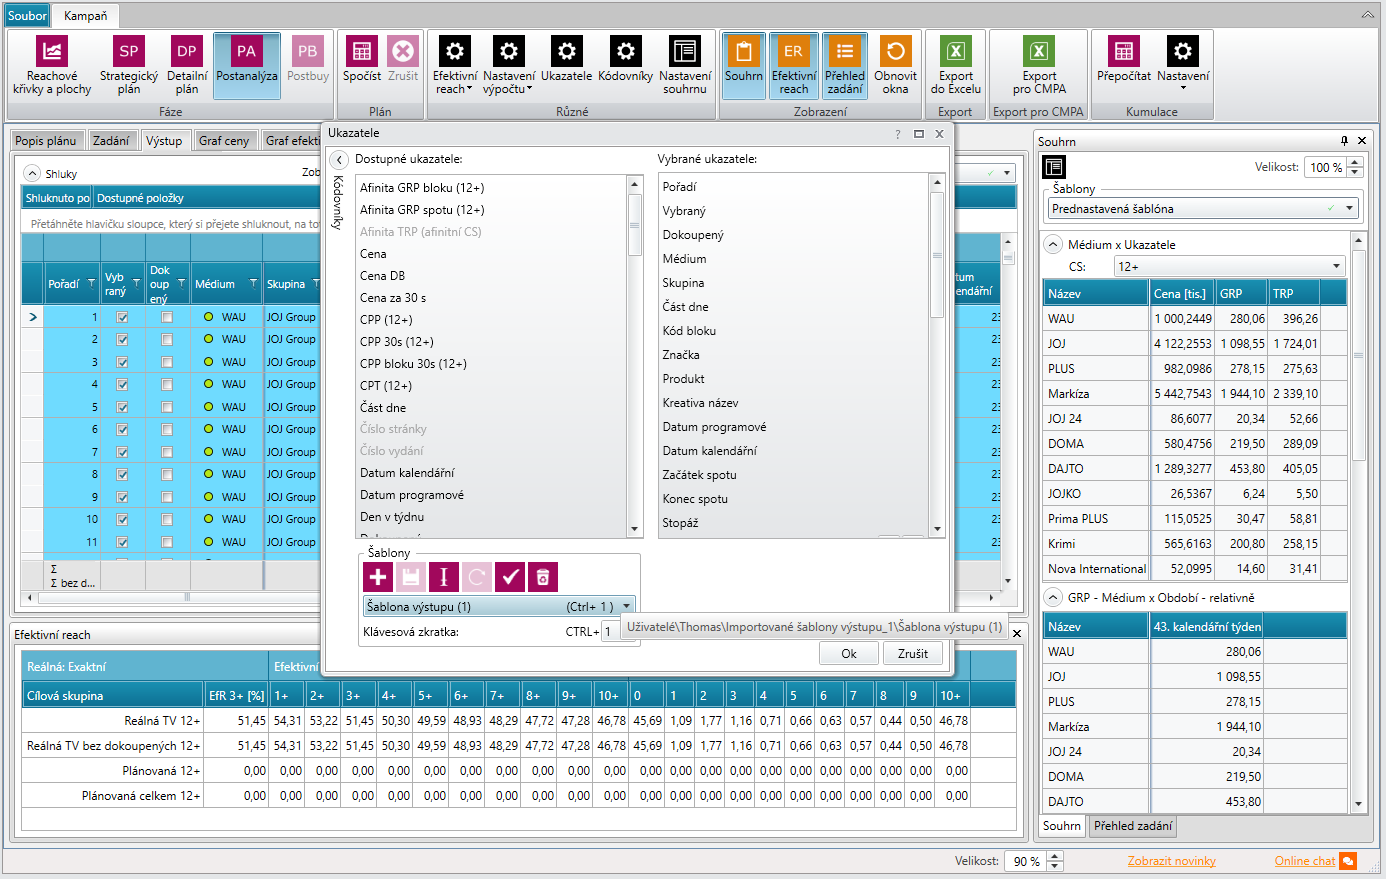 Soubor Kampaň
Reachové křivky a plochy
SP Strategický plán
DP Detailní plán
PA Postanalýza
PB Postbuy
Spočíst Zrušit
Efektivní reach
Nastavení výpočtu
Ukazatele Kódovníky
Nastavení souhrnu
Souhrn
ER Efektivní reach
Přehled zadání
Obnovit okna
Export do Excelu
Export pro CMPA
Přepočítat Nastavení
Fáze Plán Různé Zobrazení Export Export pro CMPA Kumulace
Popis plánu Zadání Výstup Graf ceny Graf efekti
Shluky Zob
Shluknuto po Dostupné položky
Přetáhněte hlavičku sloupce, který si přejete shluknout, na to
Pořadí Vyb raný Dok oup ený Médium Skupina
tum
lendářní
1 WAU JOJ Group 23
2 WAU JOJ Group 23
3 WAU JOJ Group 23
4 WAU JOJ Group 23
5 WAU JOJ Group 23
6 WAU JOJ Group 23
7 WAU JOJ Group 23
8 WAU JOJ Group 23
9 WAU JOJ Group 23
10 WAU JOJ Group 23
11 WAU JOJ Group 23
Σ
Σ bez d...
Ukazatele ?
Kódovníky
Dostupné ukazatele:
Afinita GRP bloku (12+)
Afinita GRP spotu (12+)
Afinita TRP (afinitní CS)
Cena
Cena DB
Cena za 30 s
CPP (12+)
CPP 30s (12+)
CPP bloku 30s (12+)
CPT (12+)
Část dne
Číslo stránky
Číslo vydání
Datum kalendářní
Datum programové
Den v týdnu
Vybrané ukazatele:
Pořadí
Vybraný
Dokoupený
Médium
Skupina
Část dne
Kód bloku
Značka
Produkt
Kreativa název
Datum programové
Datum kalendářní
Začátek spotu
Konec spotu
Stopáž
Šablony
Šablona výstupu (1) (Ctrl+ 1 )
Klávesová zkratka: CTRL+ 1
Uživatelé\Thomas\Importované šablony výstupu_1\Šablona výstupu (1)
Ok Zrušit
Efektivní reach
Reálná: Exaktní Efektivní
Cílová skupina EfR 3+ [%] 1+ 2+ 3+ 4+ 5+ 6+ 7+ 8+ 9+ 10+ 0 1 2 3 4 5 6 7 8 9 10+
Reálná TV 12+ 51,45 54,31 53,22 51,45 50,30 49,59 48,93 48,29 47,72 47,28 46,78 45,69 1,09 1,77 1,16 0,71 0,66 0,63 0,57 0,44 0,50 46,78
Reálná TV bez dokoupených 12+ 51,45 54,31 53,22 51,45 50,30 49,59 48,93 48,29 47,72 47,28 46,78 45,69 1,09 1,77 1,16 0,71 0,66 0,63 0,57 0,44 0,50 46,78
Plánovaná 12+ 0,00 0,00 0,00 0,00 0,00 0,00 0,00 0,00 0,00 0,00 0,00 0,00 0,00 0,00 0,00 0,00 0,00 0,00 0,00 0,00 0,00 0,00
Plánovaná celkem 12+ 0,00 0,00 0,00 0,00 0,00 0,00 0,00 0,00 0,00 0,00 0,00 0,00 0,00 0,00 0,00 0,00 0,00 0,00 0,00 0,00 0,00 0,00
Souhrn
Velikost: 100 %
Šablony
Prednastavená šablóna
Médium x Ukazatele
CS: 12+
Název Cena [tis.] GRP TRP
WAU 1 000,2449 280,06 396,26
JOJ 4 122,2553 1 098,55 1 724,01
PLUS 982,0986 278,15 275,63
Markíza 5 442,7543 1 944,10 2 339,10
JOJ 24 86,6077 20,34 52,66
DOMA 580,4756 219,50 289,09
DAJTO 1 289,3277 453,80 405,05
JOJKO 26,5367 6,24 5,50
Prima PLUS 115,0525 30,47 58,81
Krimi 565,6163 200,80 258,15
Nova International 52,0995 14,60 31,41
GRP - Médium x Období - relativně
Název 43. kalendářní týden
WAU 280,06
JOJ 1 098,55
PLUS 278,15
Markíza 1 944,10
JOJ 24 20,34
DOMA 219,50
DAJTO 453,80
Souhrn Přehled zadání
Velikost: 90 % Zobrazit novinky Online chat